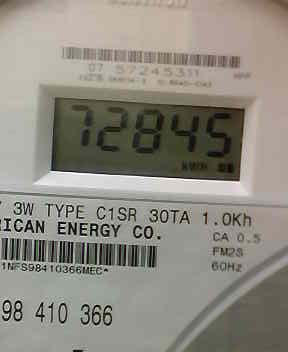 07 57245311
72845
kWH
3W TYPE C1SR 30TA 1.0Kh
RICAN ENERGY CO.
CA 0.5
FM2S
60Hz
1NFS98410366MEC*
98 410 366